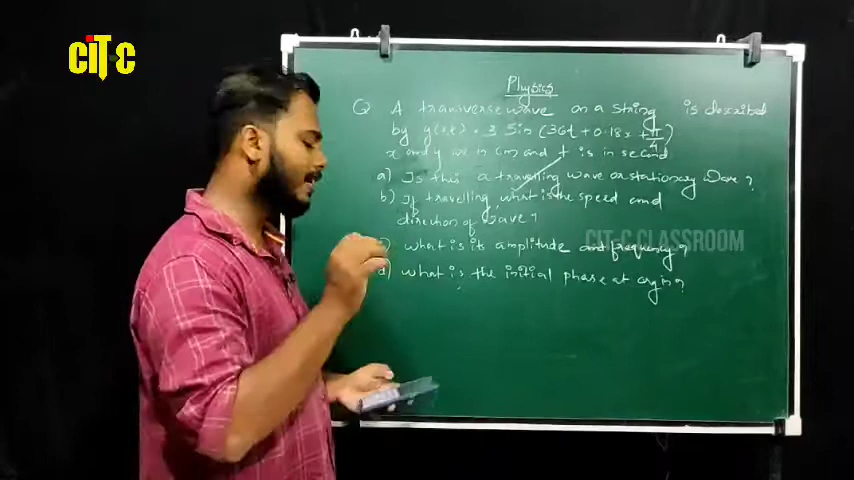 CITC
Physics
Q A transverse wave on a string is described
by y(x,t) = 3 Sin (36t + 0.18x + π/4)
x and y are in cm and t is in second
a) Is this a travelling wave or stationary wave?
b) If travelling, what is the speed and
direction of wave?
CIT-C CLASSROOM
c) what is its amplitude and frequency?
d) what is the initial phase at orgin?